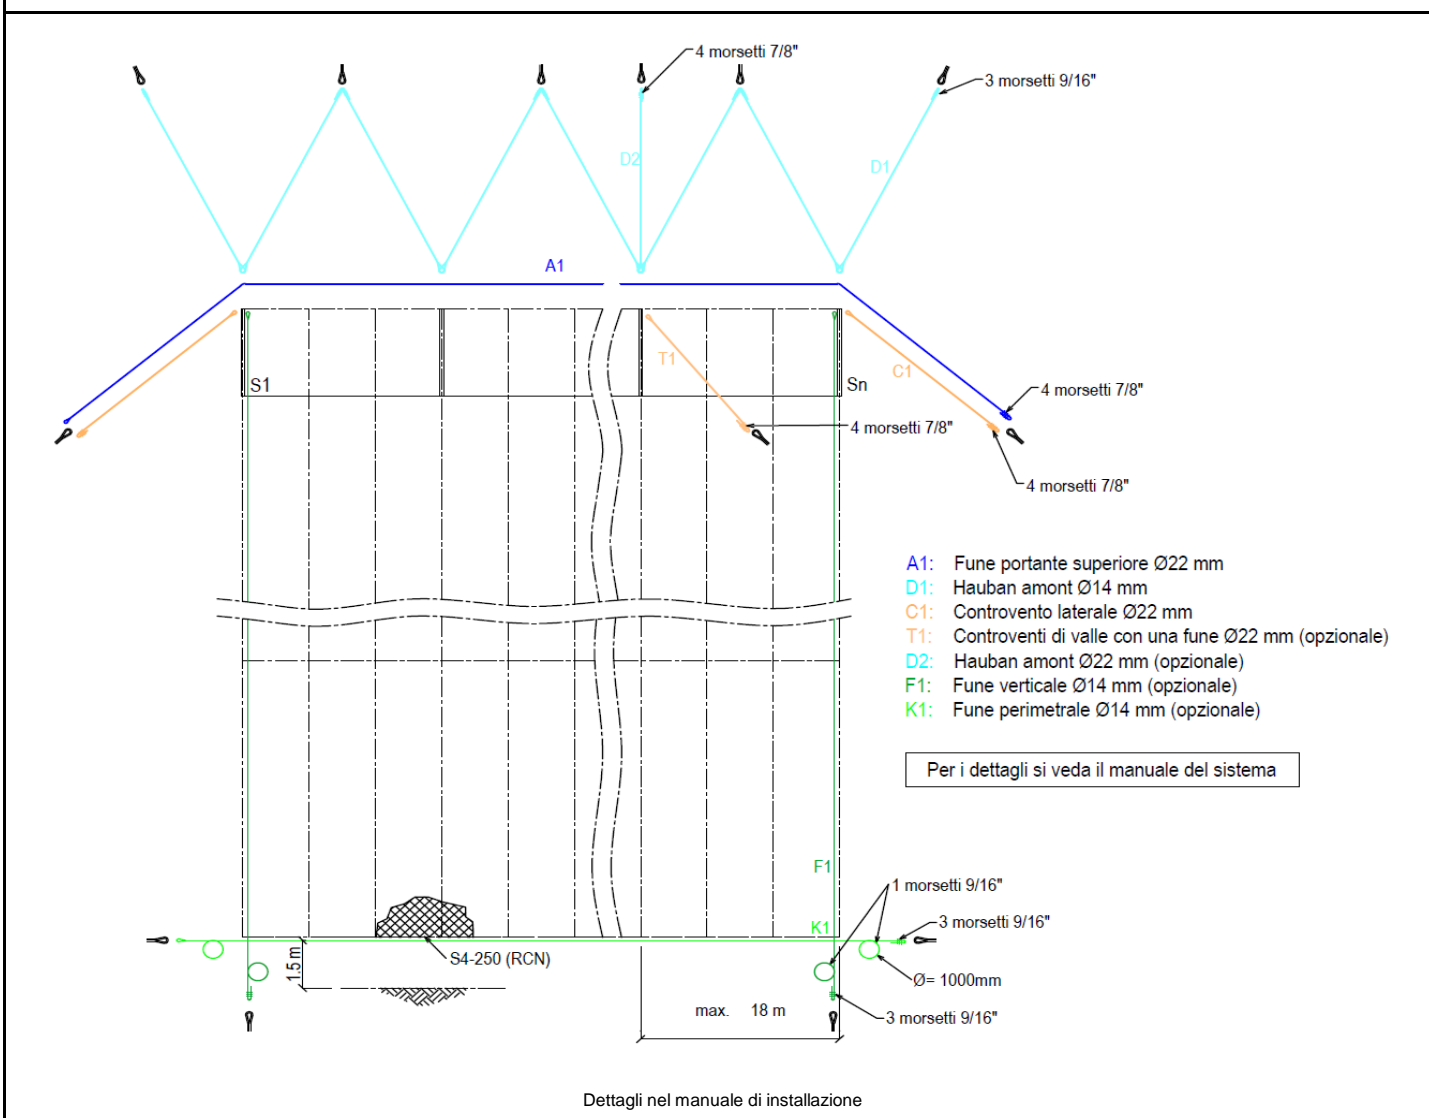 4 morsetti 7/8"
3 morsetti 9/16"
D2
D1
A1
T1
S1
C1
Sn
4 morsetti 7/8"
4 morsetti 7/8"
4 morsetti 7/8"
A1: Fune portante superiore Ø22 mm
D1: Hauban amont Ø14 mm
C1: Controvento laterale Ø22 mm
T1: Controventi di valle con una fune Ø22 mm (opzionale)
D2: Hauban amont Ø22 mm (opzionale)
F1: Fune verticale Ø14 mm (opzionale)
K1: Fune perimetrale Ø14 mm (opzionale)
Per i dettagli si veda il manuale del sistema
F1
1 morsetti 9/16"
K1
3 morsetti 9/16"
1.5 m
S4-250 (RCN)
Ø= 1000mm
max. 18 m
3 morsetti 9/16"
Dettagli nel manuale di installazione